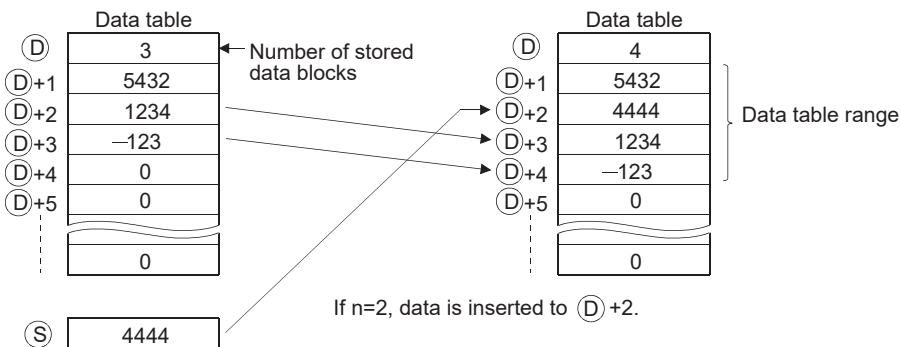 Data table Data table
D 3 Number of stored data blocks D 4
D+1 5432 D+1 5432
D+2 1234 D+2 4444 Data table range
D+3 —123 D+3 1234
D+4 0 D+4 —123
D+5 0 D+5 0
0 0
If n=2, data is inserted to D +2.
S 4444